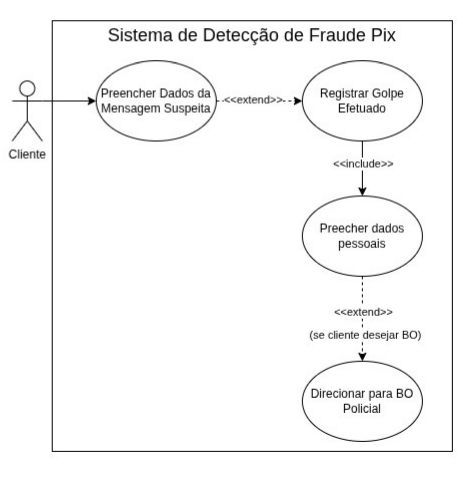 Sistema de Detecção de Fraude Pix
Preencher Dados da
Mensagem Suspeita
<<extend>>
Registrar Golpe
Efetuado
Cliente
<<include>>
Preecher dados
pessoais
<<extend>>
(se cliente desejar BO)
Direcionar para BO
Policial